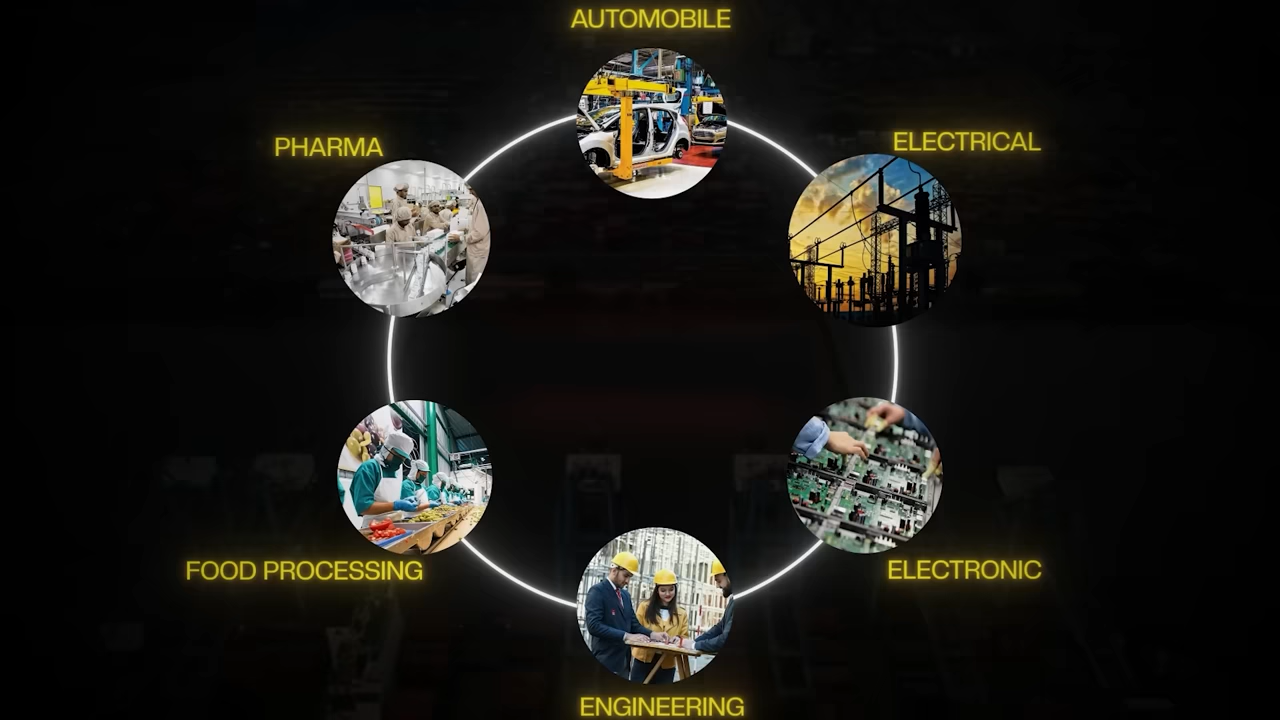 AUTOMOBILE
PHARMA
ELECTRICAL
FOOD PROCESSING
ELECTRONIC
ENGINEERING